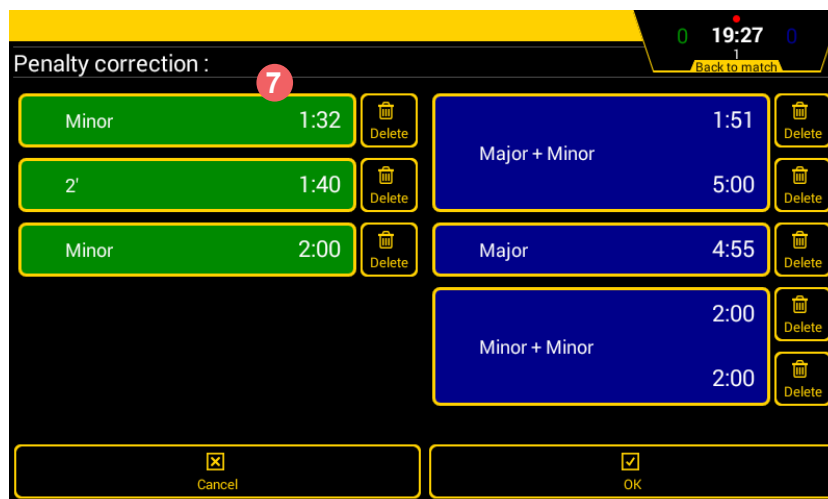 0 19:27 0
1
Back to match
Penalty correction :
7
Minor 1:32 Delete
2' 1:40 Delete
Minor 2:00 Delete
Major + Minor
1:51 Delete
5:00 Delete
Major 4:55 Delete
Minor + Minor
2:00 Delete
2:00 Delete
Cancel
OK